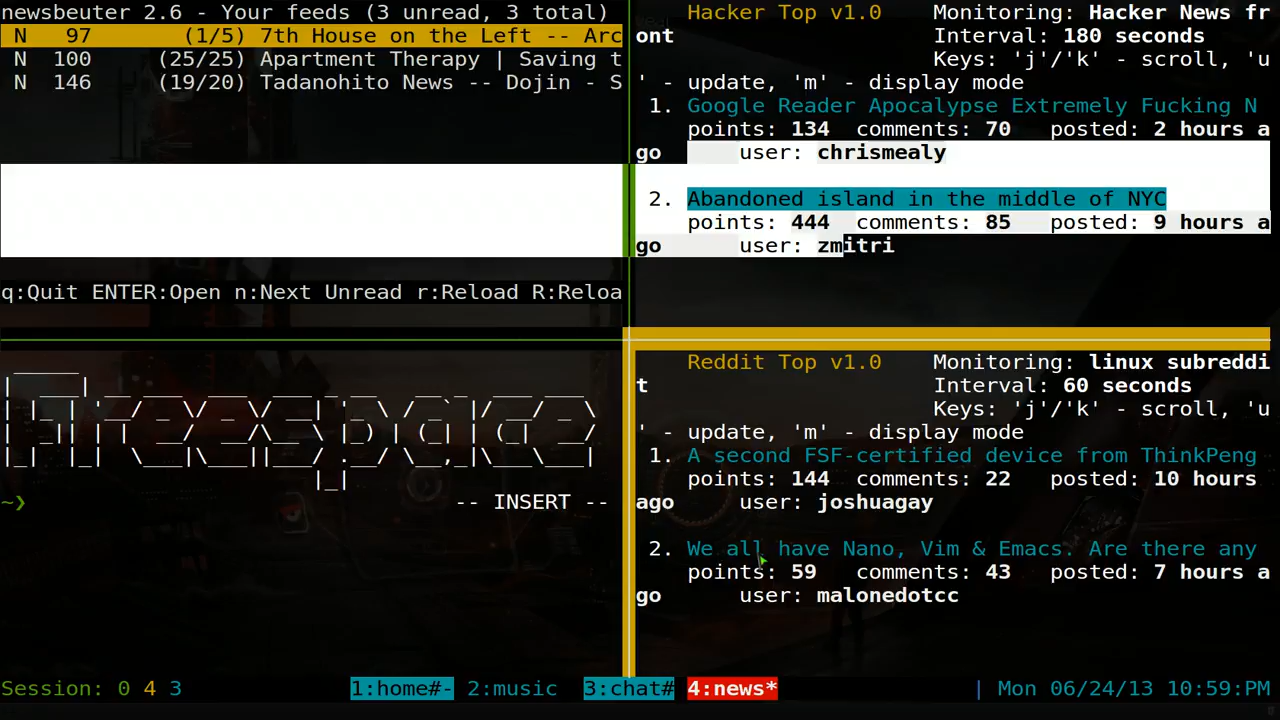 newsbeuter 2.6 - Your feeds (3 unread, 3 total)
N 97 (1/5) 7th House on the Left -- Arc
N 100 (25/25) Apartment Therapy | Saving t
N 146 (19/20) Tadanohito News -- Dojin - S
q:Quit ENTER:Open n:Next Unread r:Reload R:Reloa
Hacker Top v1.0 Monitoring: Hacker News fr
ont Interval: 180 seconds
Keys: 'j'/'k' - scroll, 'u
' - update, 'm' - display mode
1. Google Reader Apocalypse Extremely Fucking N
points: 134 comments: 70 posted: 2 hours a
go user: chrismealy
2. Abandoned island in the middle of NYC
points: 444 comments: 85 posted: 9 hours a
go user: zmitri
Freespace
~❯ -- INSERT --
Reddit Top v1.0 Monitoring: linux subreddi
t Interval: 60 seconds
Keys: 'j'/'k' - scroll, 'u
' - update, 'm' - display mode
1. A second FSF-certified device from ThinkPeng
points: 144 comments: 22 posted: 10 hours
ago user: joshuagay
2. We all have Nano, Vim & Emacs. Are there any
points: 59 comments: 43 posted: 7 hours a
go user: malonedotcc
Session: 0 4 3 1:home#- 2:music 3:chat# 4:news* | Mon 06/24/13 10:59:PM